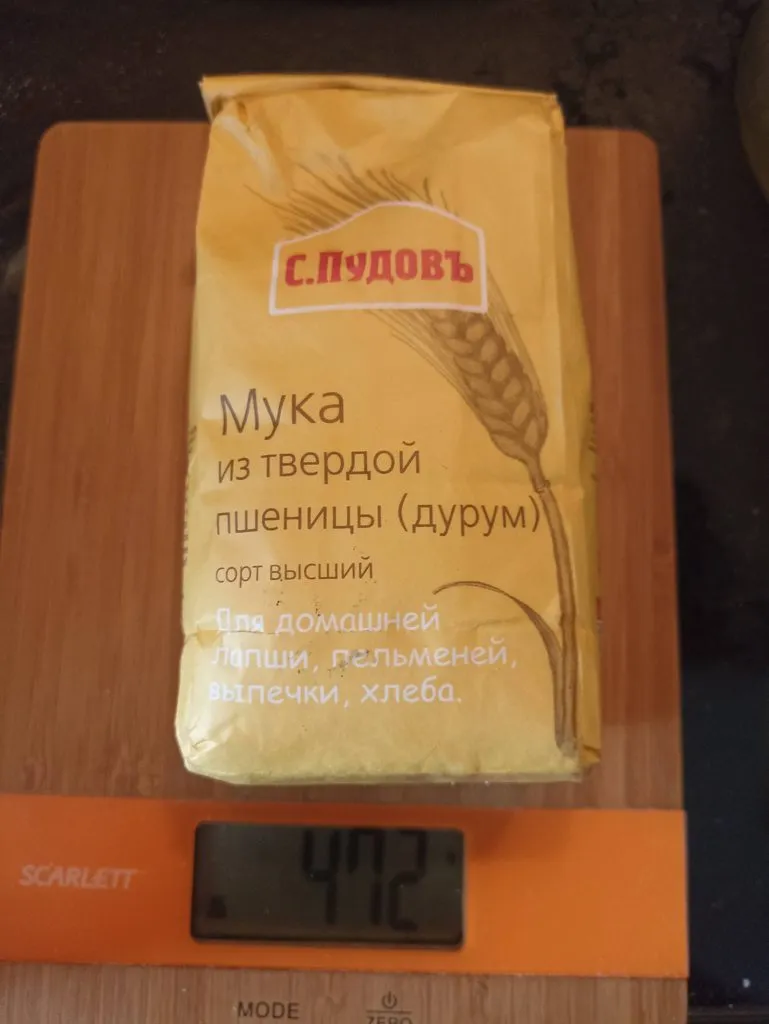 С.ПУДОВЪ
Мука
из твердой
пшеницы (дурум)
сорт высший
Для домашней
лапши, пельменей,
выпечки, хлеба.
SCARLETT
472
MODE
ZERO